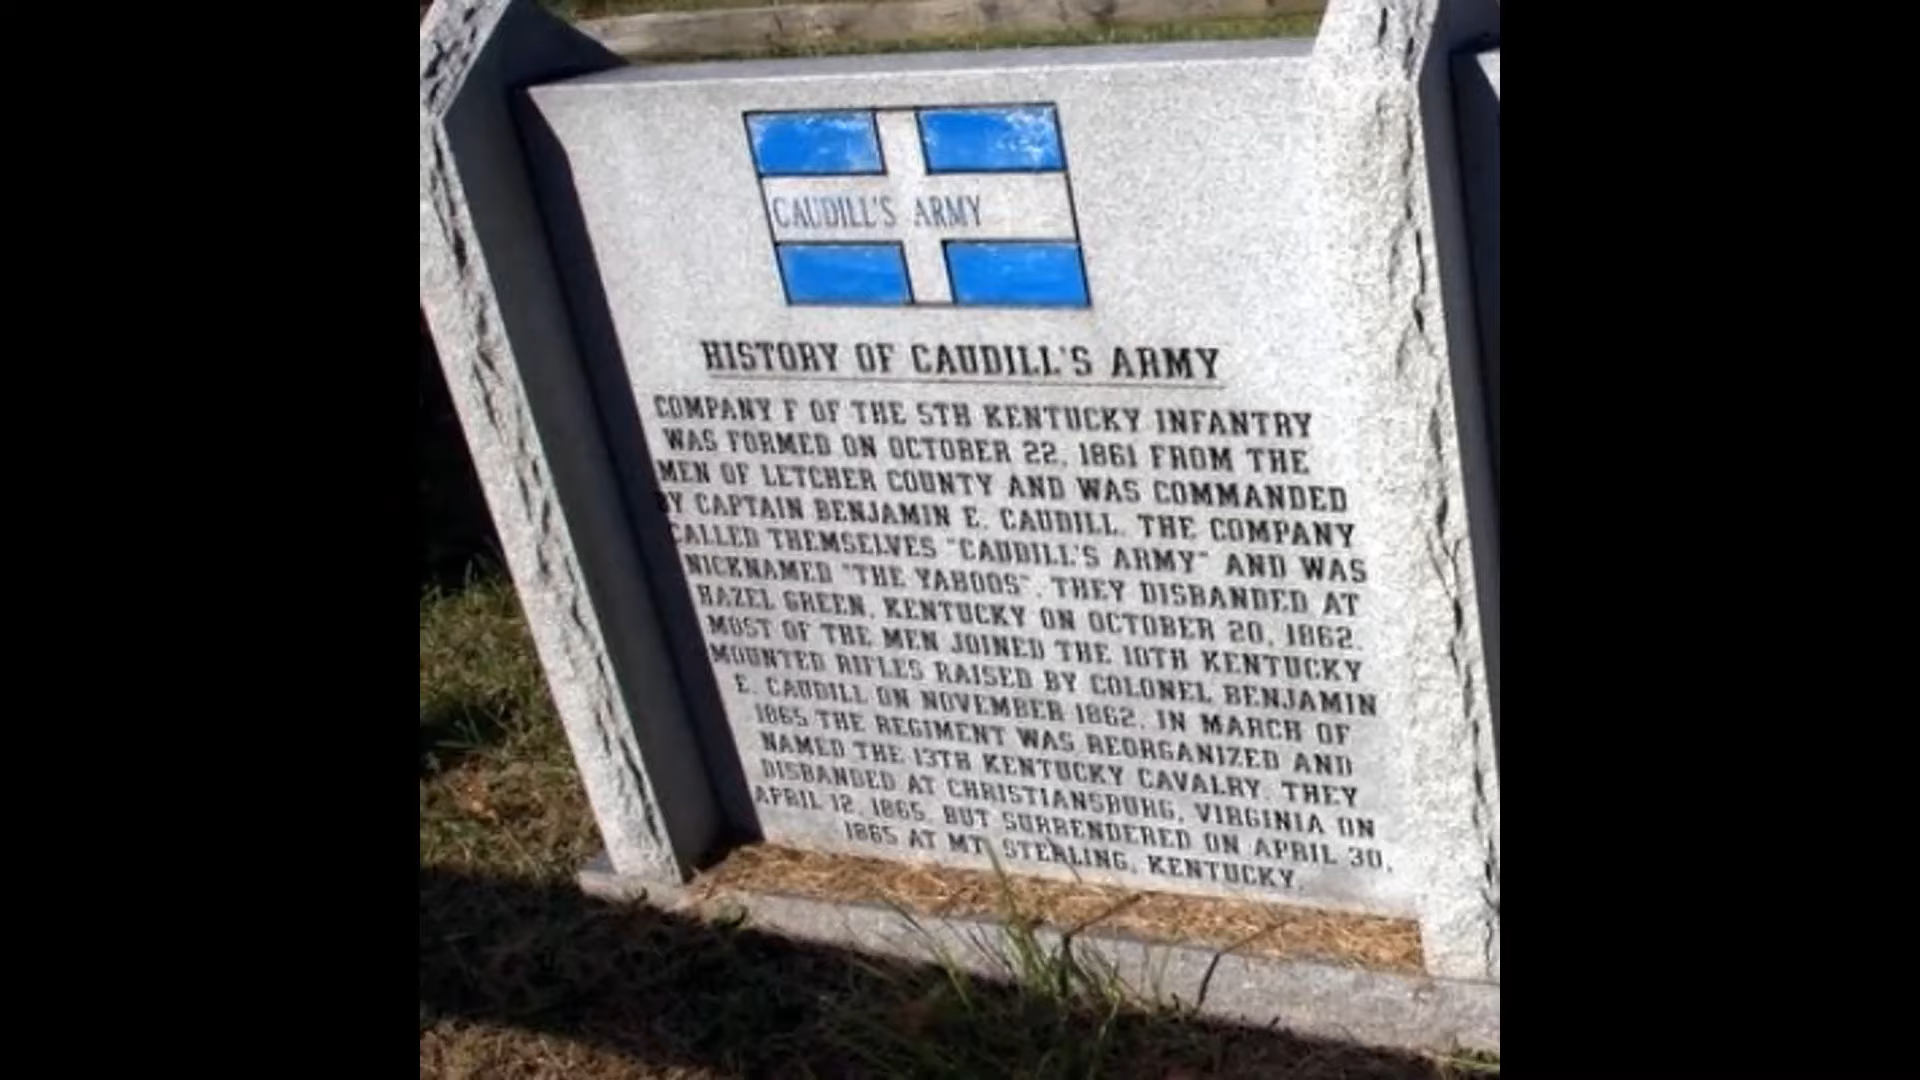 CAUDILL'S ARMY
HISTORY OF CAUDILL'S ARMY
COMPANY F OF THE 5TH KENTUCKY INFANTRY
WAS FORMED ON OCTOBER 22, 1861 FROM THE
MEN OF LETCHER COUNTY AND WAS COMMANDED
BY CAPTAIN BENJAMIN E. CAUDILL. THE COMPANY
CALLED THEMSELVES "CAUDILL'S ARMY" AND WAS
NICKNAMED "THE YAHOOS". THEY DISBANDED AT
HAZEL GREEN, KENTUCKY ON OCTOBER 20, 1862.
MOST OF THE MEN JOINED THE 10TH KENTUCKY
MOUNTED RIFLES RAISED BY COLONEL BENJAMIN
E. CAUDILL ON NOVEMBER 1862. IN MARCH OF
1865 THE REGIMENT WAS REORGANIZED AND
NAMED THE 13TH KENTUCKY CAVALRY. THEY
DISBANDED AT CHRISTIANSBURG, VIRGINIA ON
APRIL 12, 1865, BUT SURRENDERED ON APRIL 30,
1865 AT MT. STERLING, KENTUCKY.